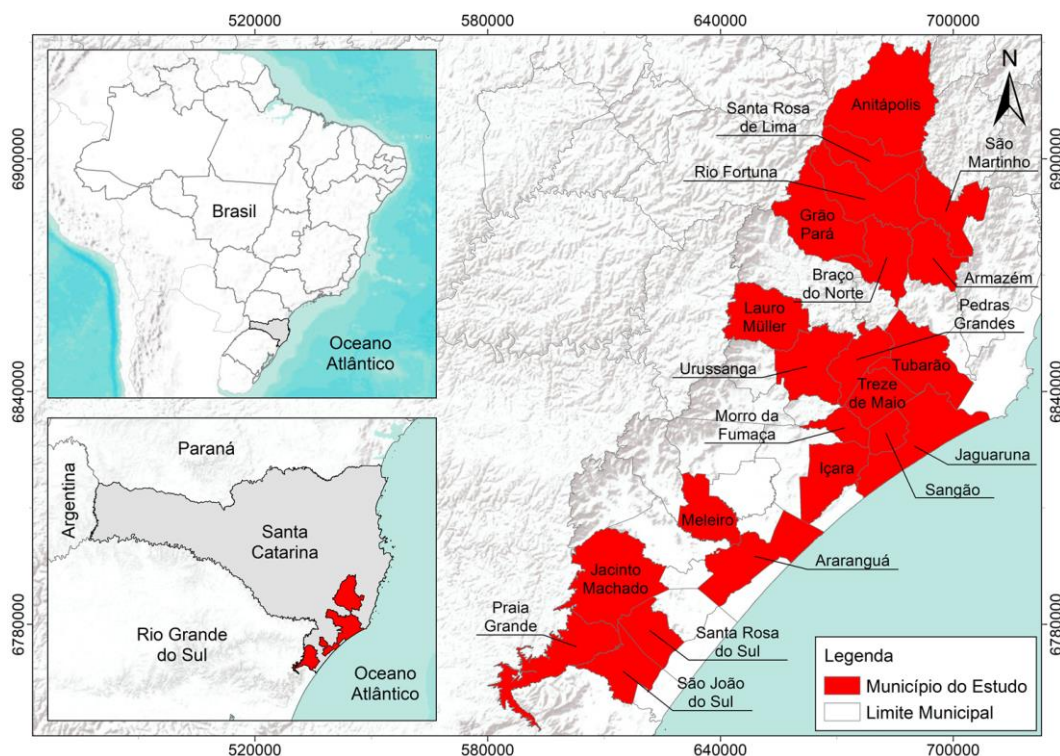 520000
580000
640000
700000
6900000
6840000
6780000
Brasil
Oceano
Atlântico
Paraná
Argentina
Santa
Catarina
Rio Grande
do Sul
Oceano
Atlântico
N
Anitápolis
Santa Rosa
de Lima
São
Martinho
Rio Fortuna
Grão
Pará
Braço
do Norte
Armazém
Lauro
Müller
Pedras
Grandes
Urussanga
Tubarão
Treze
de Maio
Morro da
Fumaça
Içara
Jaguaruna
Sangão
Meleiro
Araranguá
Jacinto
Machado
Praia
Grande
Santa Rosa
do Sul
São João
do Sul
Legenda
Município do Estudo
Limite Municipal
6900000
6840000
6780000
520000
580000
640000
700000